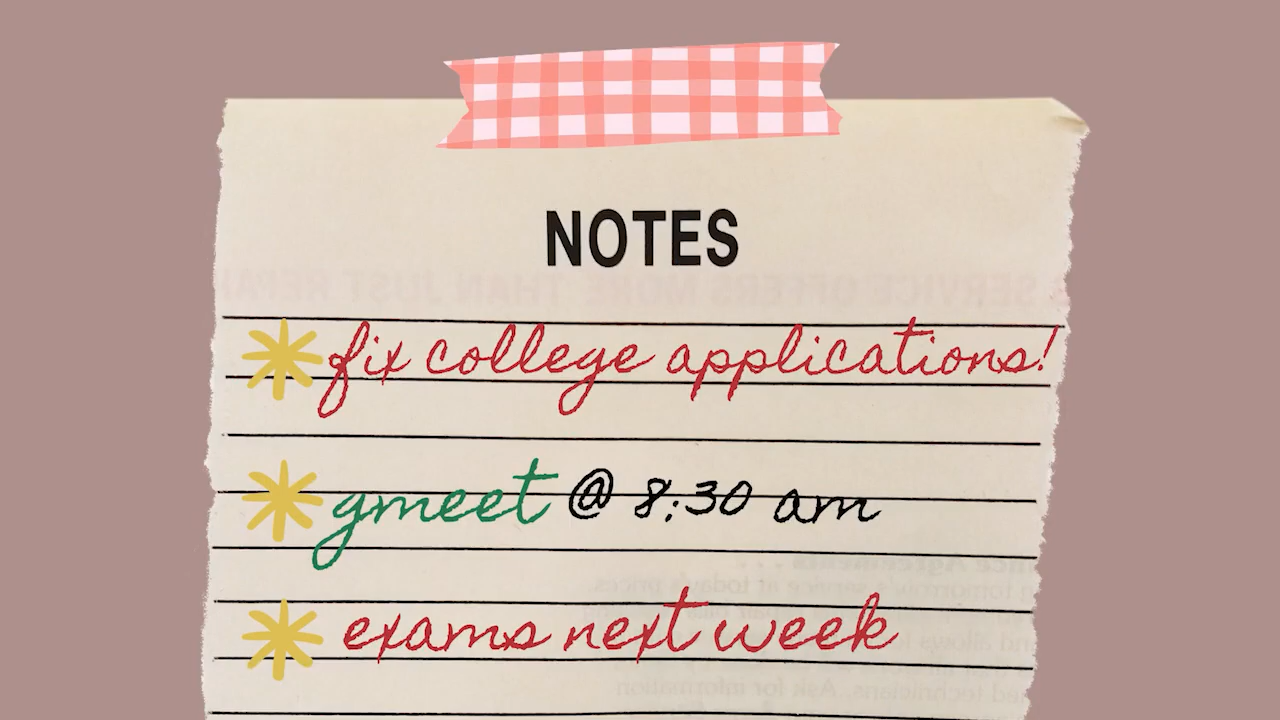 NOTES
fix college applications!
gmeet @ 8:30 am
exams next week